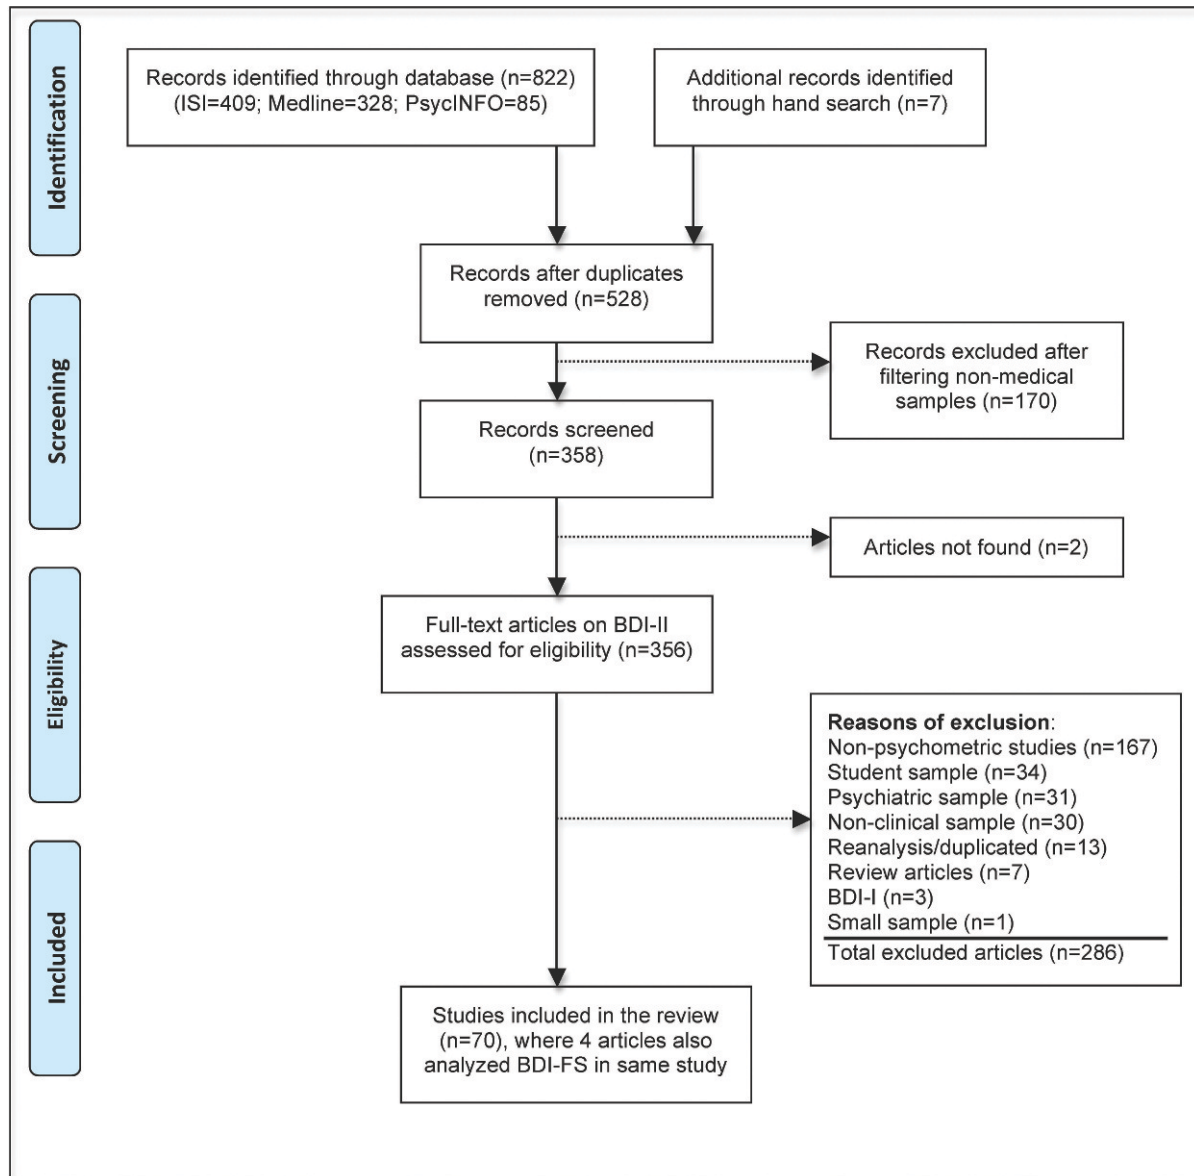 Identification
Records identified through database (n=822)
(ISI=409; Medline=328; PsycINFO=85)
Additional records identified
through hand search (n=7)
Records after duplicates
removed (n=528)
Screening
Records excluded after
filtering non-medical
samples (n=170)
Records screened
(n=358)
Articles not found (n=2)
Eligibility
Full-text articles on BDI-II
assessed for eligibility (n=356)
Reasons of exclusion:
Non-psychometric studies (n=167)
Student sample (n=34)
Psychiatric sample (n=31)
Non-clinical sample (n=30)
Reanalysis/duplicated (n=13)
Review articles (n=7)
BDI-I (n=3)
Small sample (n=1)
Total excluded articles (n=286)
Included
Studies included in the review
(n=70), where 4 articles also
analyzed BDI-FS in same study